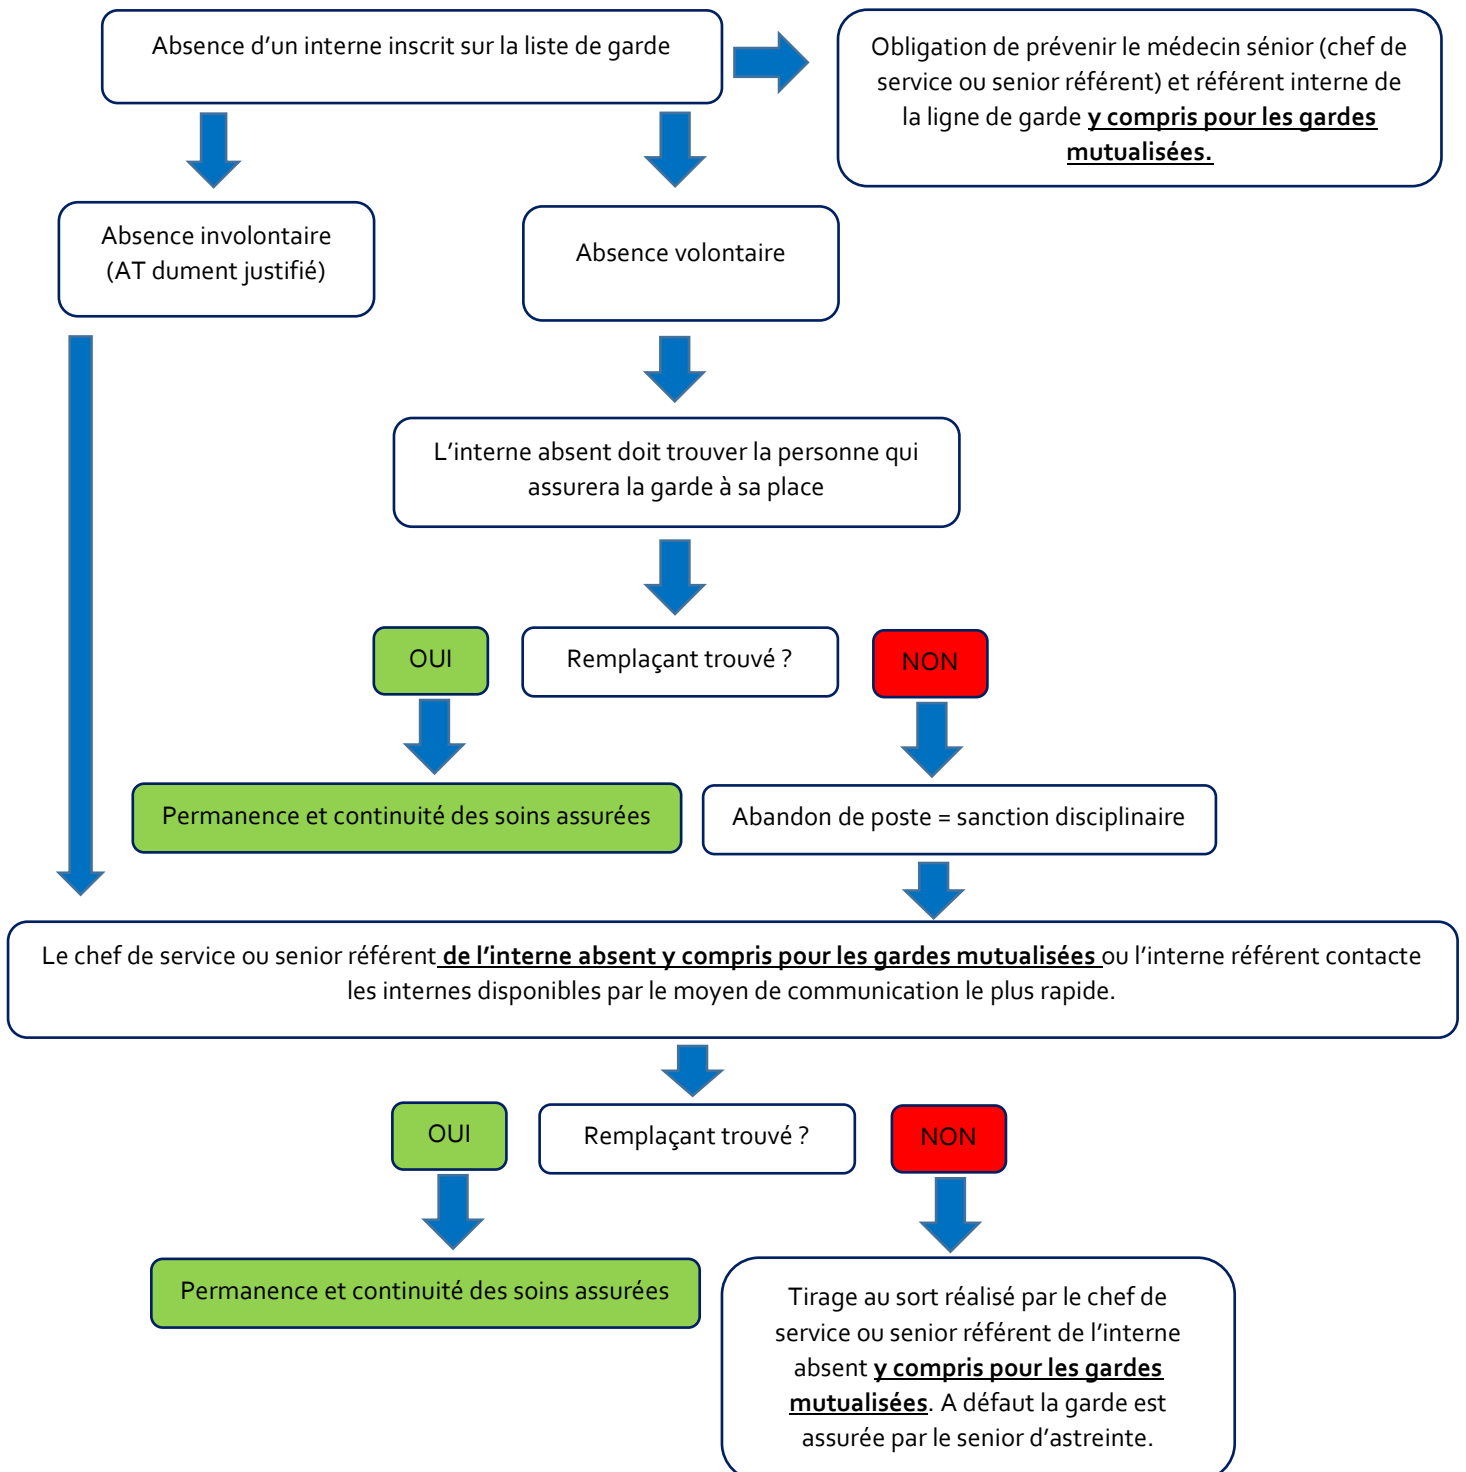 Absence d’un interne inscrit sur la liste de garde
Obligation de prévenir le médecin sénior (chef de
service ou senior référent) et référent interne de
la ligne de garde y compris pour les gardes
mutualisées.
Absence involontaire
(AT dument justifié)
Absence volontaire
L’interne absent doit trouver la personne qui
assurera la garde à sa place
OUI
Remplaçant trouvé ?
NON
Permanence et continuité des soins assurées
Abandon de poste = sanction disciplinaire
Le chef de service ou senior référent de l’interne absent y compris pour les gardes mutualisées ou l’interne référent contacte
les internes disponibles par le moyen de communication le plus rapide.
OUI
Remplaçant trouvé ?
NON
Permanence et continuité des soins assurées
Tirage au sort réalisé par le chef de
service ou senior référent de l’interne
absent y compris pour les gardes
mutualisées. A défaut la garde est
assurée par le senior d’astreinte.